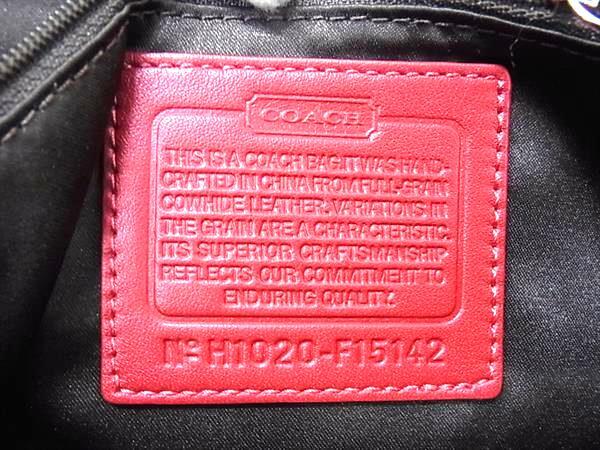 COACH
THIS IS A COACH BAG.IT WAS HAND-
CRAFTED IN CHINA FROM FULL-GRAIN
COWHIDE LEATHER. VARIATIONS IN
THE GRAIN ARE A CHARACTERISTIC.
ITS SUPERIOR CRAFTSMANSHIP
REFLECTS OUR COMMITMENT TO
ENDURING QUALITY.
Nº H1020-F15142